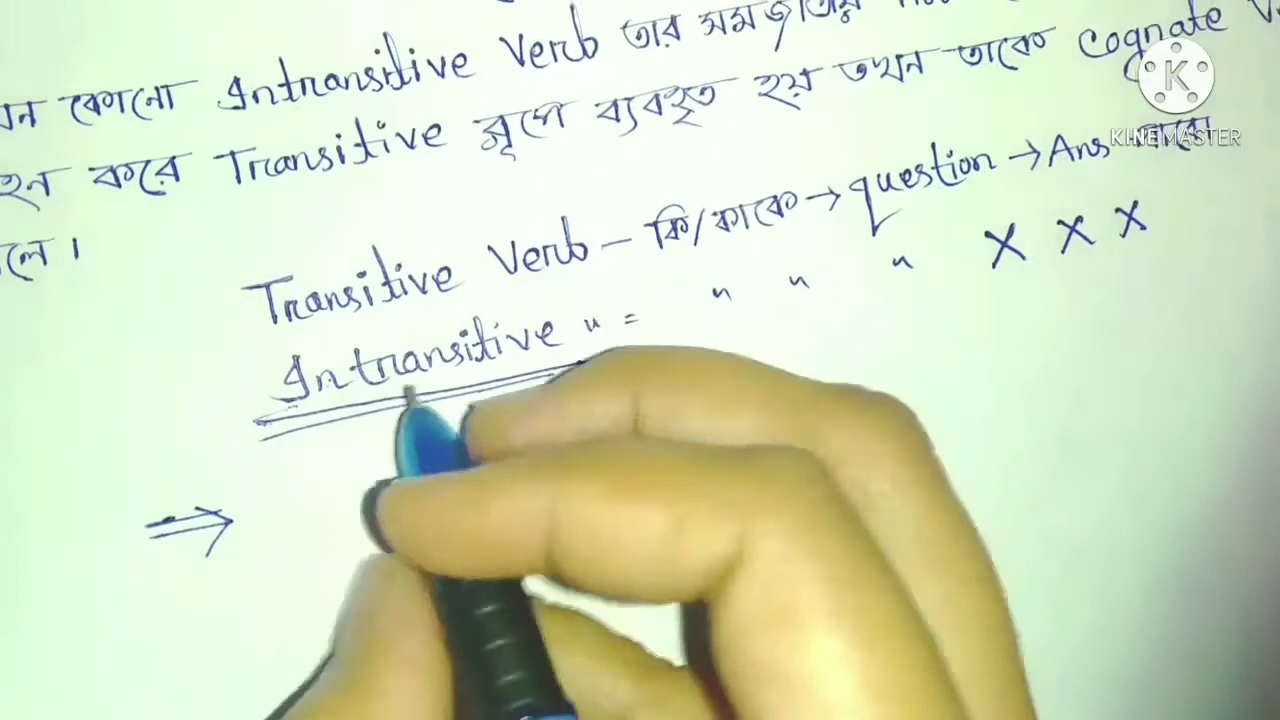 কোনো Intransitive Verb তার সমজাতীয়
করে Transitive রূপে ব্যবহৃত হয় তখন তাকে Cognate
K
KINEMASTER
Transitive Verb – কি/কাকে → question → Ans
Intransitive " = " " " X X X
⇒